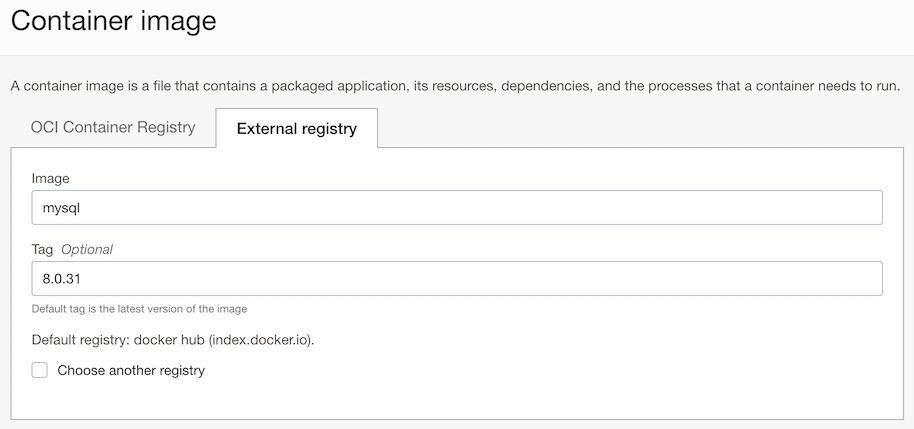 Container image
A container image is a file that contains a packaged application, its resources, dependencies, and the processes that a container needs to run.
OCI Container Registry
External registry
Image
mysql
Tag Optional
8.0.31
Default tag is the latest version of the image
Default registry: docker hub (index.docker.io).
Choose another registry